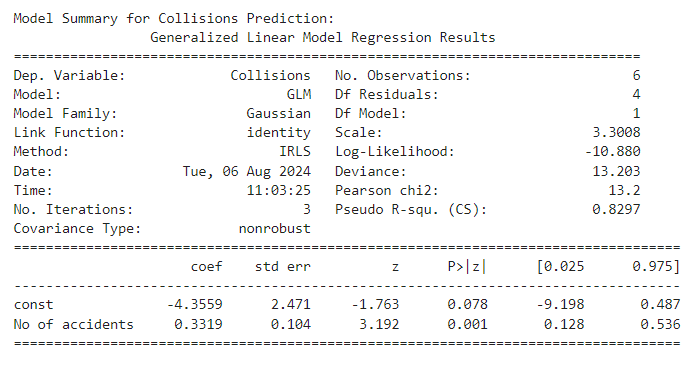 Model Summary for Collisions Prediction:
Generalized Linear Model Regression Results
==============================================================================
Dep. Variable: Collisions No. Observations: 6
Model: GLM Df Residuals: 4
Model Family: Gaussian Df Model: 1
Link Function: identity Scale: 3.3008
Method: IRLS Log-Likelihood: -10.880
Date: Tue, 06 Aug 2024 Deviance: 13.203
Time: 11:03:25 Pearson chi2: 13.2
No. Iterations: 3 Pseudo R-squ. (CS): 0.8297
Covariance Type: nonrobust
===================================================================================
coef std err z P>|z| [0.025 0.975]
-----------------------------------------------------------------------------------
const -4.3559 2.471 -1.763 0.078 -9.198 0.487
No of accidents 0.3319 0.104 3.192 0.001 0.128 0.536
===================================================================================